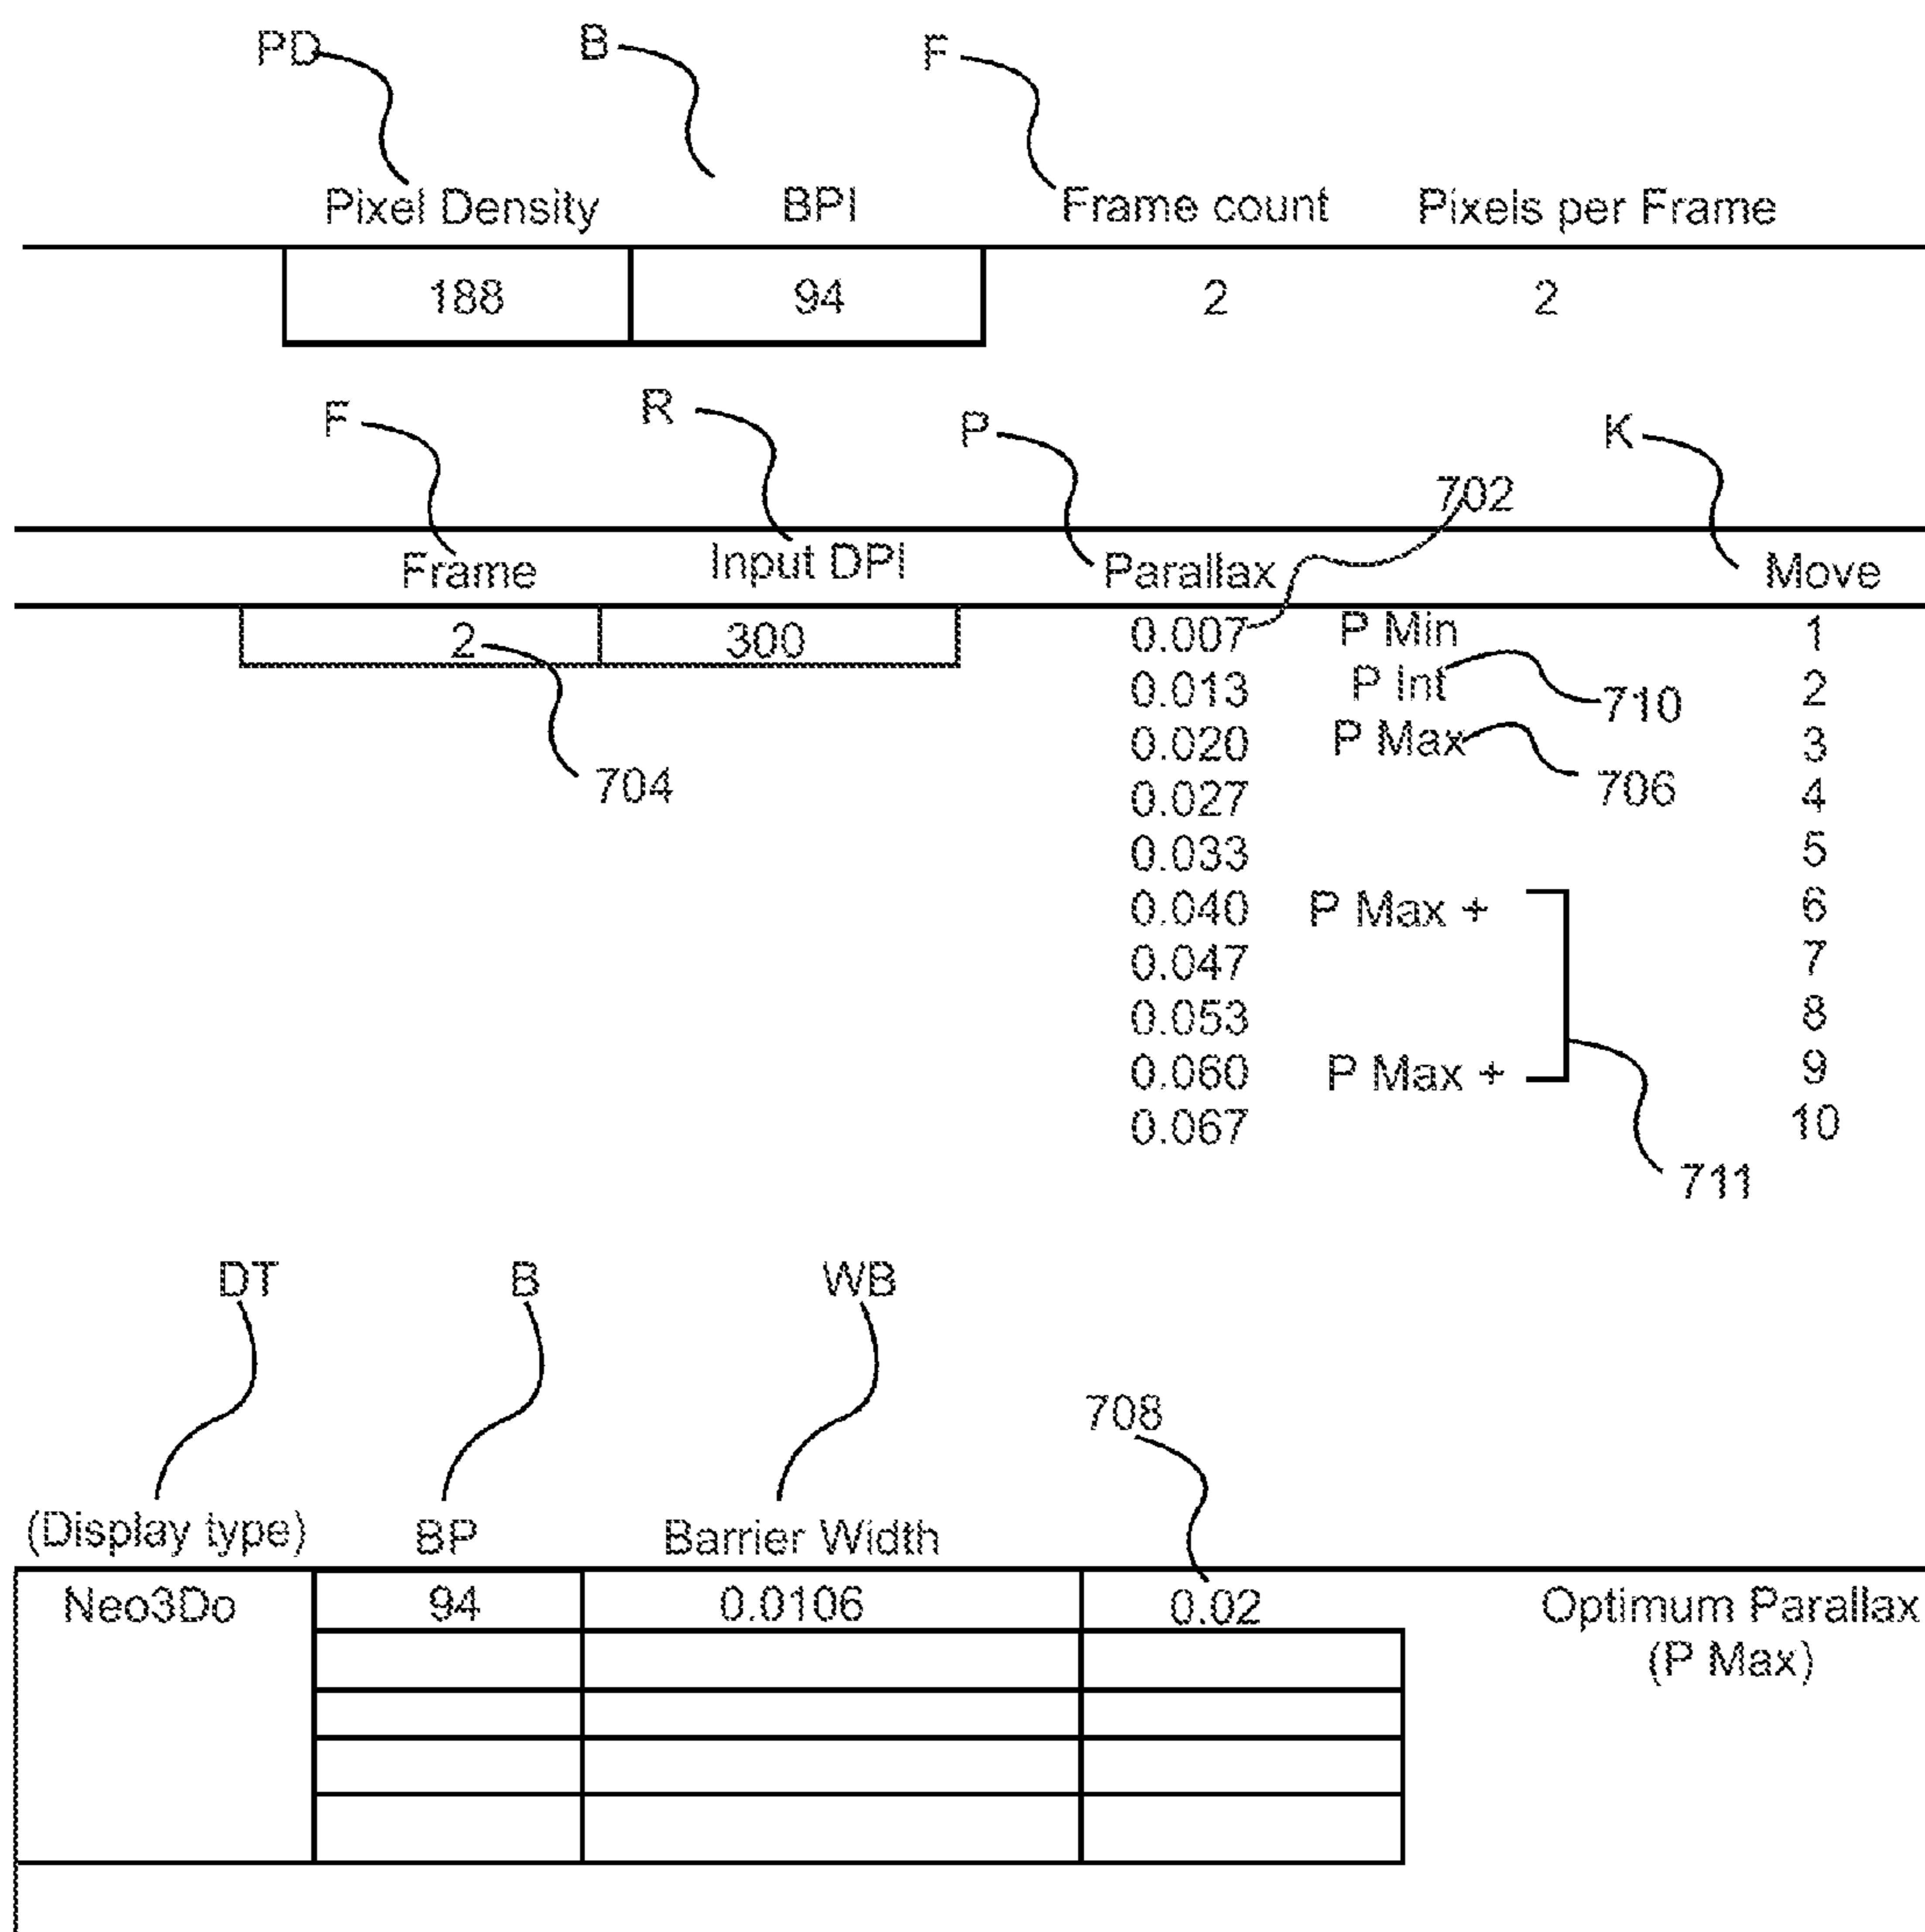 PD B F
Pixel Density BPI Frame count Pixels per Frame
188 94 2 2
F R P K
702
Frame Input DPI Parallax Move
2 300 0.007 P Min 1
0.013 P Int 2
710
0.020 P Max 3
704 0.027 706 4
0.033 5
0.040 P Max + 6
0.047 7
0.053 8
0.060 P Max + 9
0.067 10
711
DT B WB
708
(Display type) BP Barrier Width
Neo3Do 94 0.0106 0.02 Optimum Parallax
(P Max)